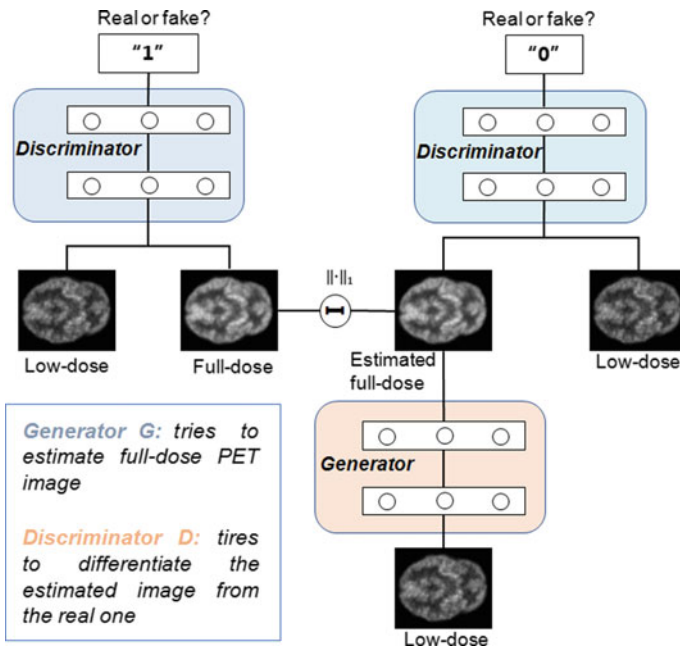 Real or fake?
Real or fake?
“1”
“0”
Discriminator
Discriminator
||·||₁
Low-dose
Full-dose
Estimated
full-dose
Low-dose
Generator G: tries to
estimate full-dose PET
image
Discriminator D: tires
to differentiate the
estimated image from
the real one
Generator
Low-dose